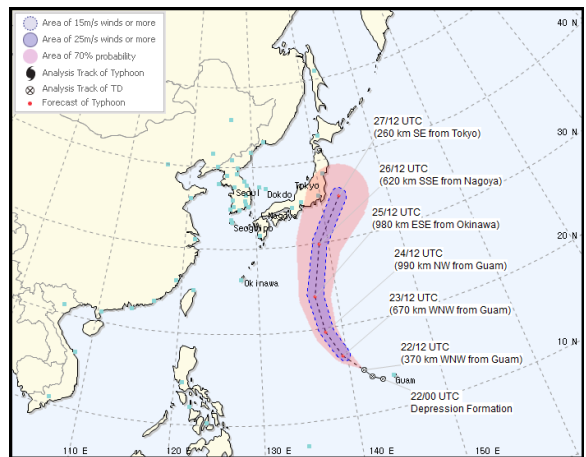 Area of 15m/s winds or more
Area of 25m/s winds or more
Area of 70% probability
Analysis Track of Typhoon
Analysis Track of TD
Forecast of Typhoon
40 N
27/12 UTC
(260 km SE from Tokyo)
30 N
26/12 UTC
(620 km SSE from Nagoya)
Seoul
Dokdo
Tokyo
Nagoya
Seogwipo
25/12 UTC
(980 km ESE from Okinawa)
20 N
24/12 UTC
(990 km NW from Guam)
Okinawa
23/12 UTC
(670 km WNW from Guam)
10 N
22/12 UTC
(370 km WNW from Guam)
Guam
22/00 UTC
Depression Formation
110 E
120 E
130 E
140 E
150 E